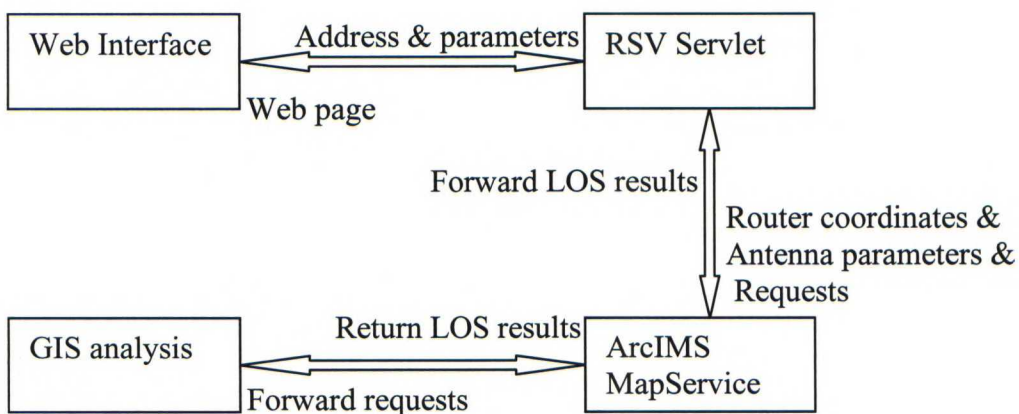 Web Interface
Address & parameters
RSV Servlet
Web page
Forward LOS results
Router coordinates &
Antenna parameters &
Requests
GIS analysis
Return LOS results
ArcIMS
MapService
Forward requests